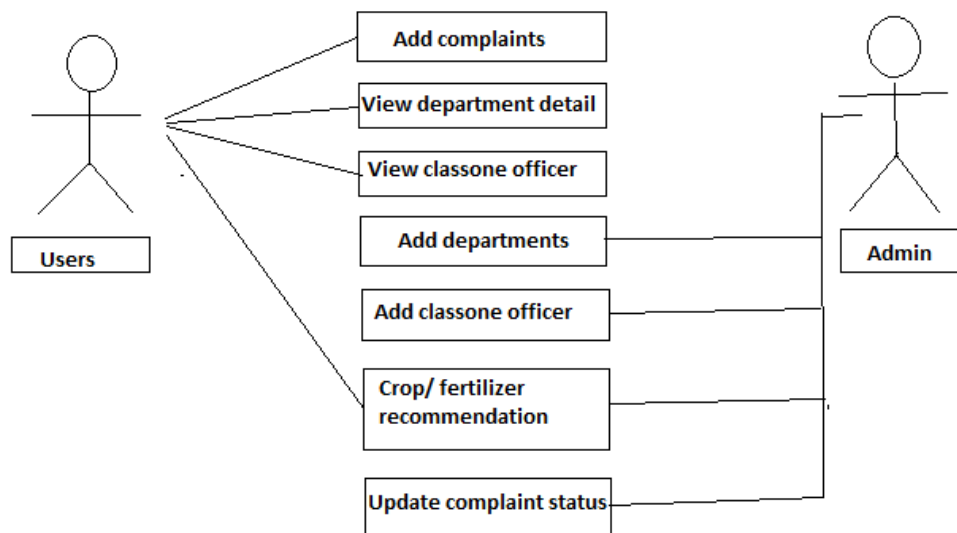 Add complaints
View department detail
View classone officer
Add departments
Users
Admin
Add classone officer
Crop/ fertilizer
recommendation
Update complaint status